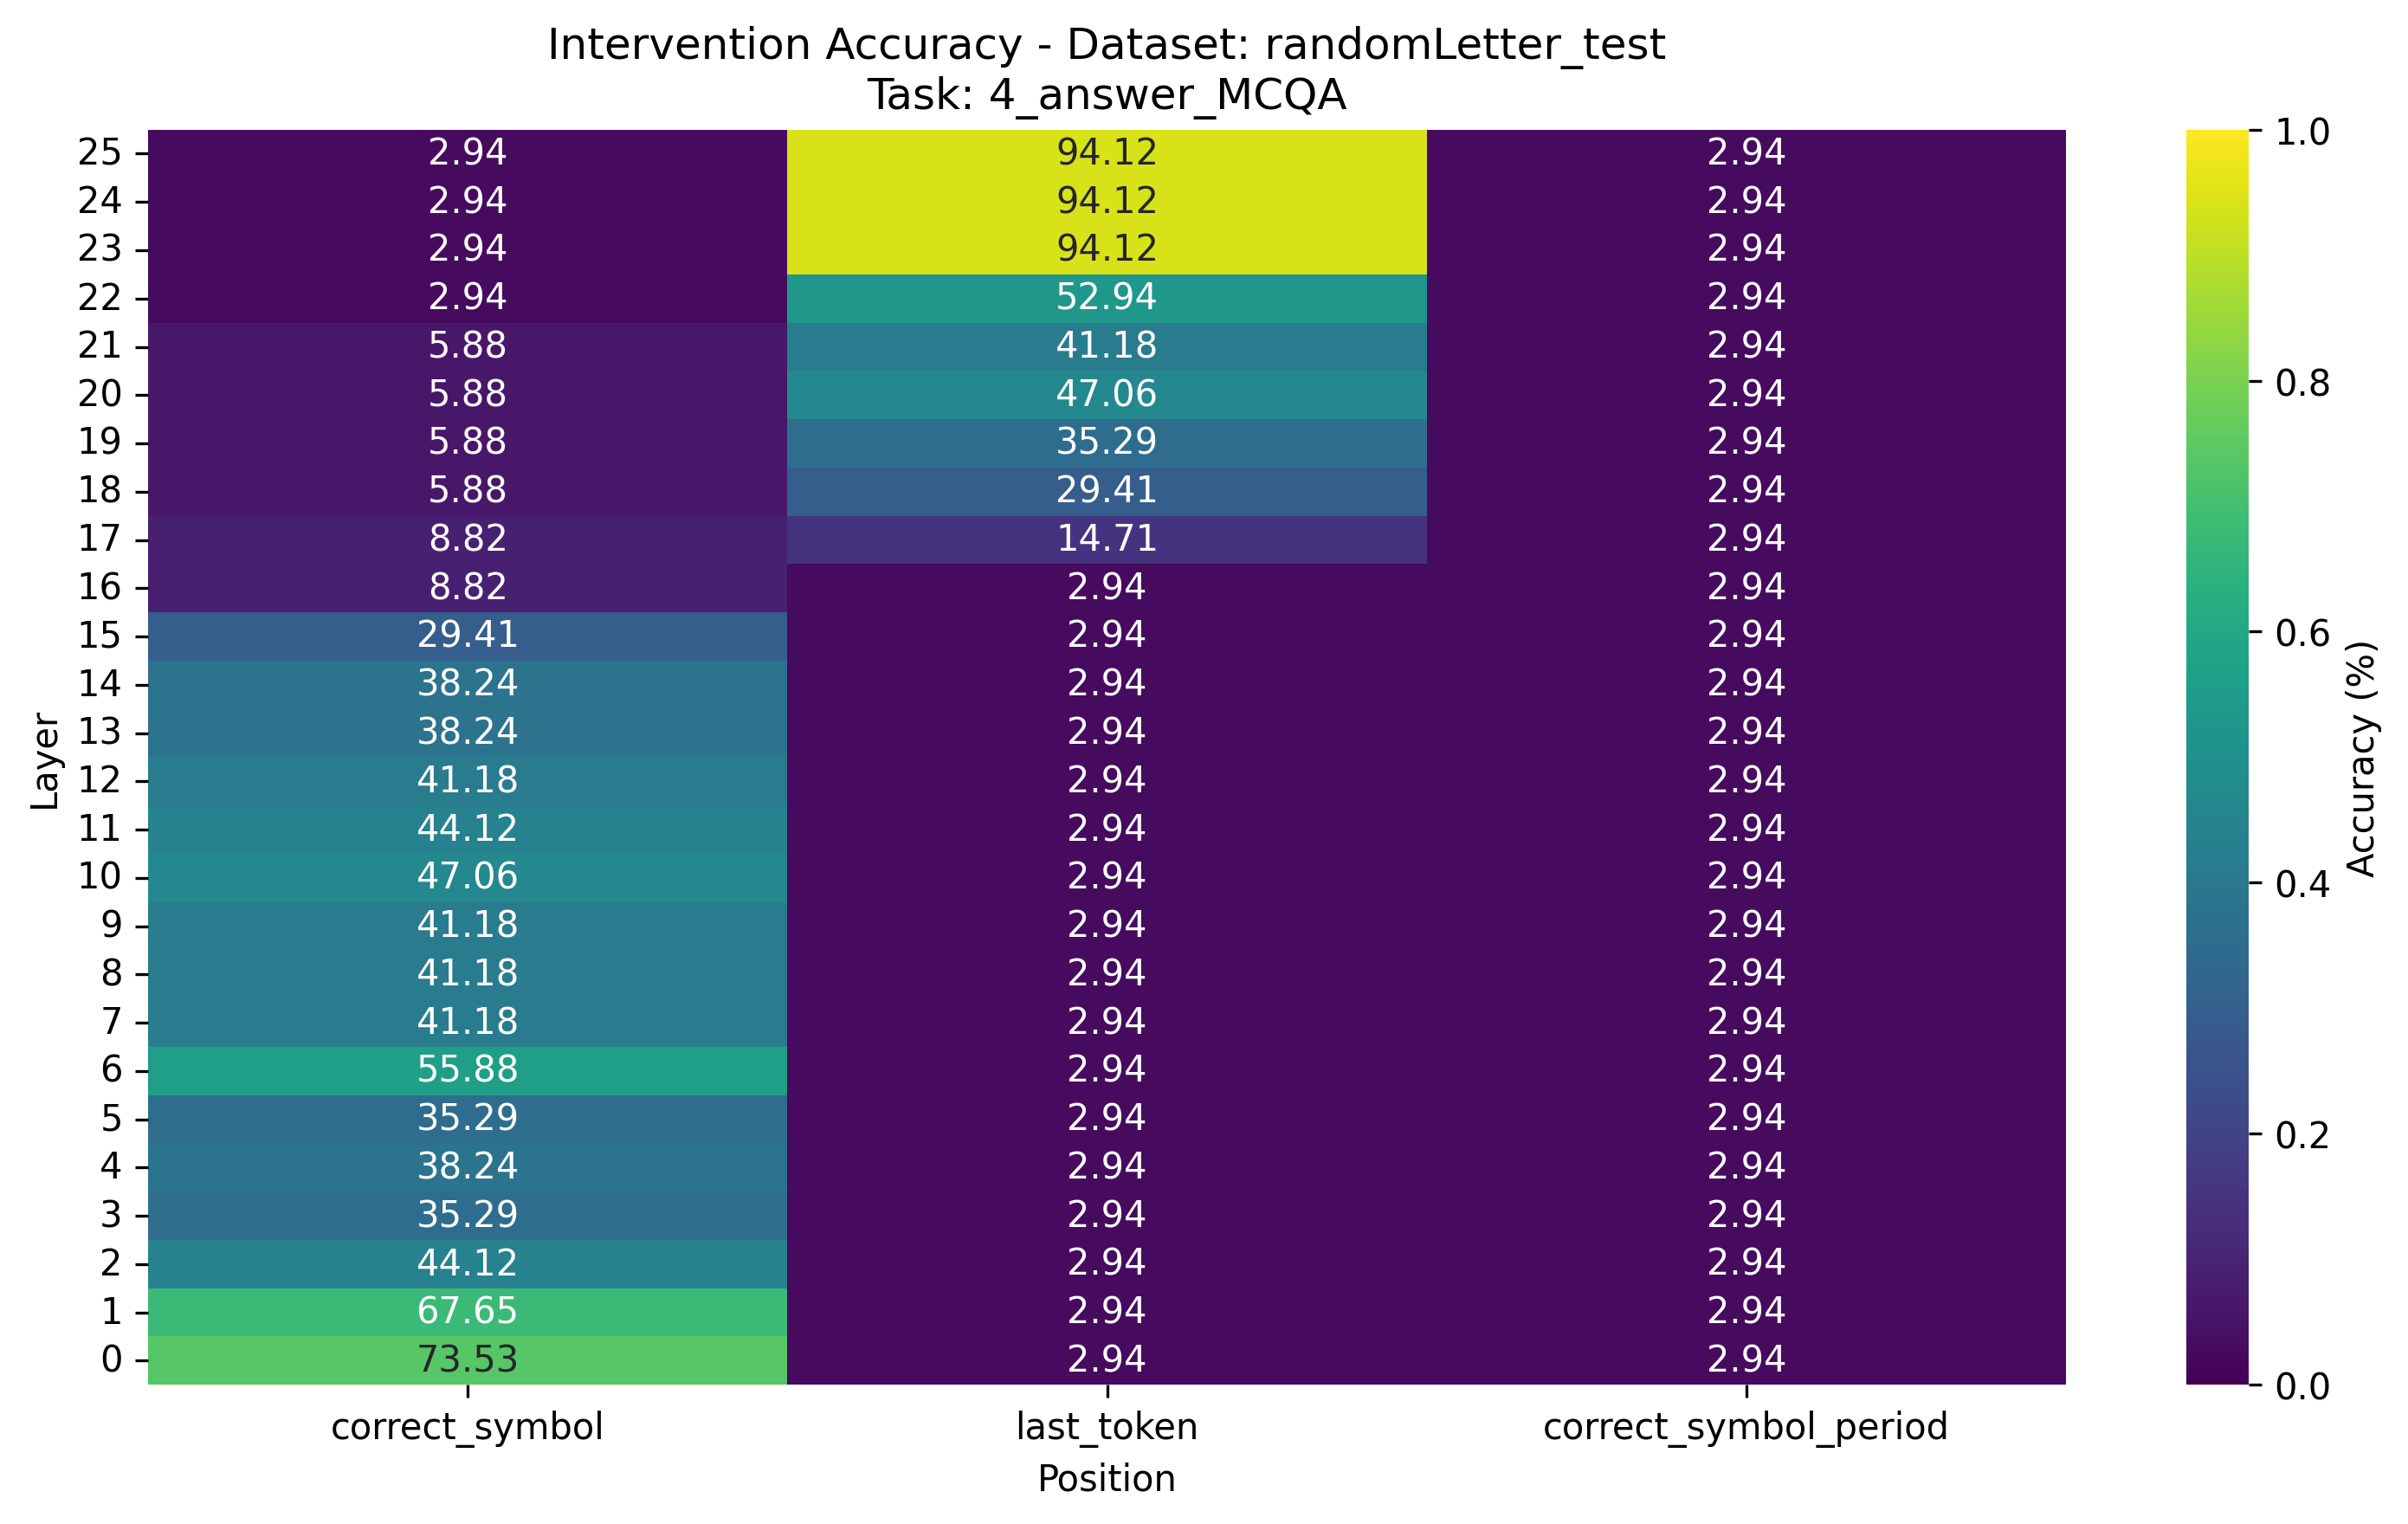 Intervention Accuracy - Dataset: randomLetter_test
Task: 4_answer_MCQA
25 2.94 94.12 2.94
24 2.94 94.12 2.94
23 2.94 94.12 2.94
22 2.94 52.94 2.94
21 5.88 41.18 2.94
20 5.88 47.06 2.94
19 5.88 35.29 2.94
18 5.88 29.41 2.94
17 8.82 14.71 2.94
16 8.82 2.94 2.94
15 29.41 2.94 2.94
14 38.24 2.94 2.94
13 38.24 2.94 2.94
12 41.18 2.94 2.94
11 44.12 2.94 2.94
10 47.06 2.94 2.94
9 41.18 2.94 2.94
8 41.18 2.94 2.94
7 41.18 2.94 2.94
6 55.88 2.94 2.94
5 35.29 2.94 2.94
4 38.24 2.94 2.94
3 35.29 2.94 2.94
2 44.12 2.94 2.94
1 67.65 2.94 2.94
0 73.53 2.94 2.94
correct_symbol last_token correct_symbol_period
Position
Layer
1.0
0.8
0.6
0.4
0.2
0.0
Accuracy (%)